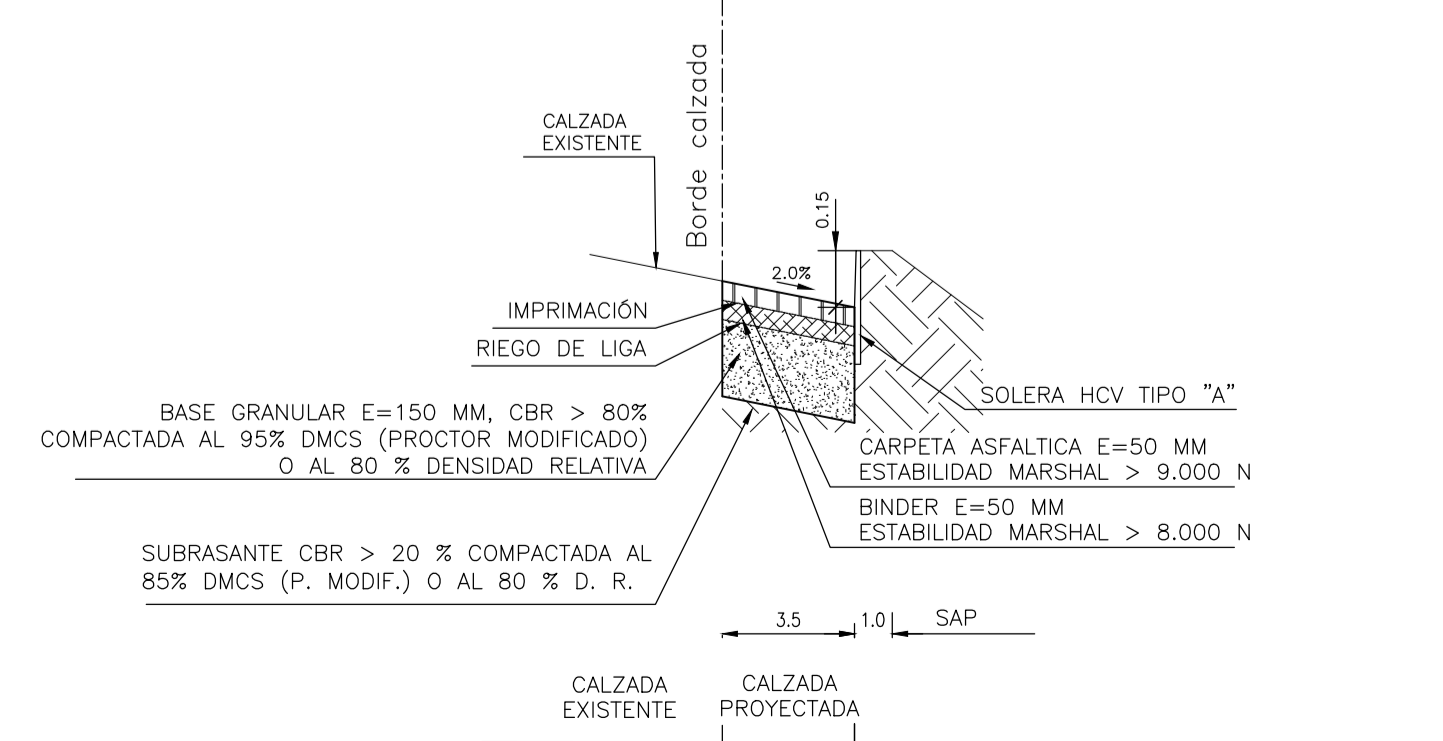 Borde calzada
CALZADA
EXISTENTE
0.15
2.0%
IMPRIMACIÓN
RIEGO DE LIGA
BASE GRANULAR E=150 MM, CBR > 80%
COMPACTADA AL 95% DMCS (PROCTOR MODIFICADO)
O AL 80 % DENSIDAD RELATIVA
SUBRASANTE CBR > 20 % COMPACTADA AL
85% DMCS (P. MODIF.) O AL 80 % D. R.
SOLERA HCV TIPO "A"
CARPETA ASFALTICA E=50 MM
ESTABILIDAD MARSHAL > 9.000 N
BINDER E=50 MM
ESTABILIDAD MARSHAL > 8.000 N
3.5
1.0
SAP
CALZADA
EXISTENTE
CALZADA
PROYECTADA